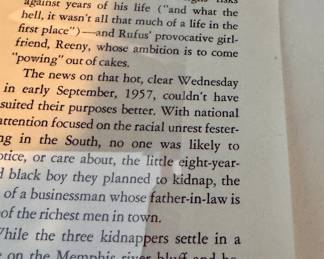 against years of his life ("and what the
hell, it wasn't all that much of a life in the
first place")—and Rufus' provocative girl-
friend, Reeny, whose ambition is to come
"powing" out of cakes.
The news on that hot, clear Wednesday
in early September, 1957, couldn't have
suited their purposes better. With national
attention focused on the racial unrest fester-
ng in the South, no one was likely to
otice, or care about, the little eight-year-
d black boy they planned to kidnap, the
of a businessman whose father-in-law is
of the richest men in town.
While the three kidnappers settle in a
on the Memphis river bluff and